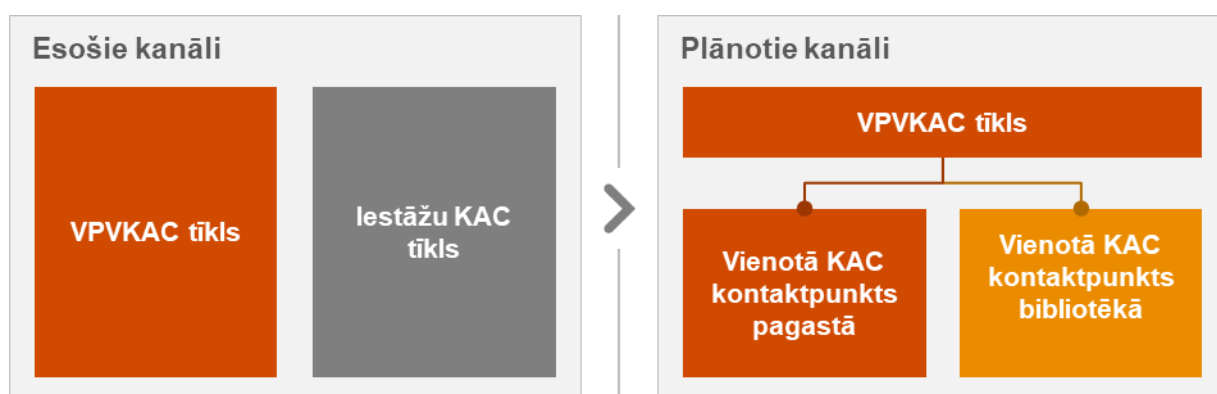 Esošie kanāli
VPVKAC tīkls
Iestāžu KAC
tīkls
Plānotie kanāli
VPVKAC tīkls
Vienotā KAC
kontaktpunkts
pagastā
Vienotā KAC
kontaktpunkts
bibliotēkā